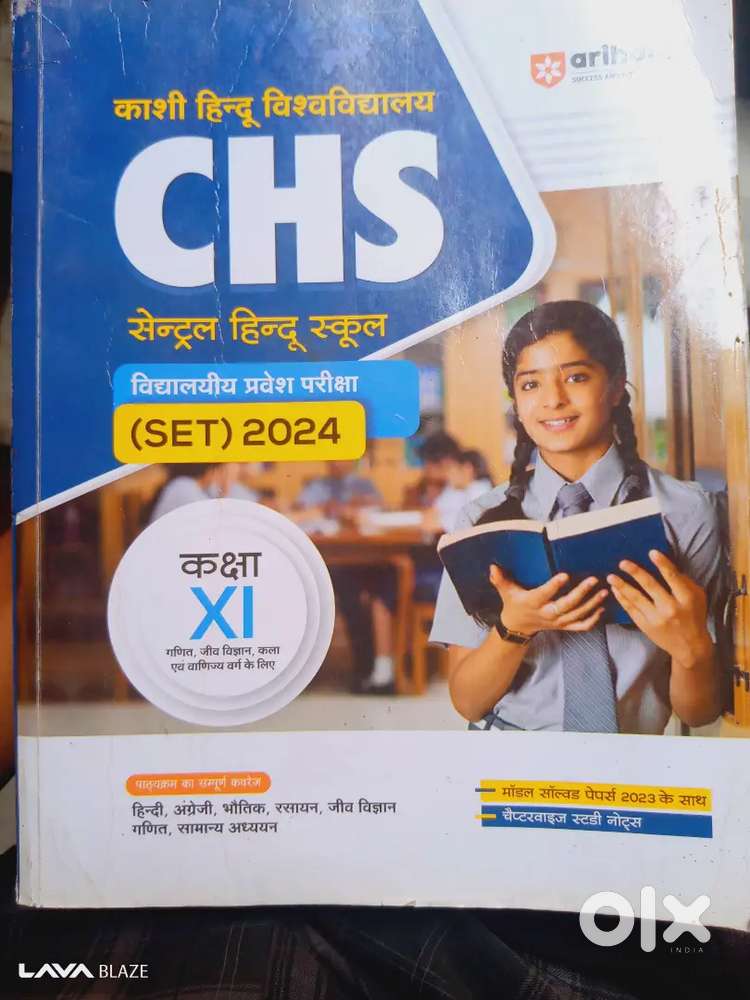 काशी हिन्दू विश्वविद्यालय
CHS
सेन्ट्रल हिन्दू स्कूल
विद्यालयीय प्रवेश परीक्षा
(SET) 2024
कक्षा
XI
गणित, जीव विज्ञान, कला
एवं वाणिज्य वर्ग के लिए
पाठ्यक्रम का सम्पूर्ण कवरेज
हिन्दी, अंग्रेजी, भौतिक, रसायन, जीव विज्ञान
गणित, सामान्य अध्ययन
मॉडल सॉल्वड पेपर्स 2023 के साथ
चैप्टरवाइज स्टडी नोट्स
olx
INDIA
LAVA BLAZE